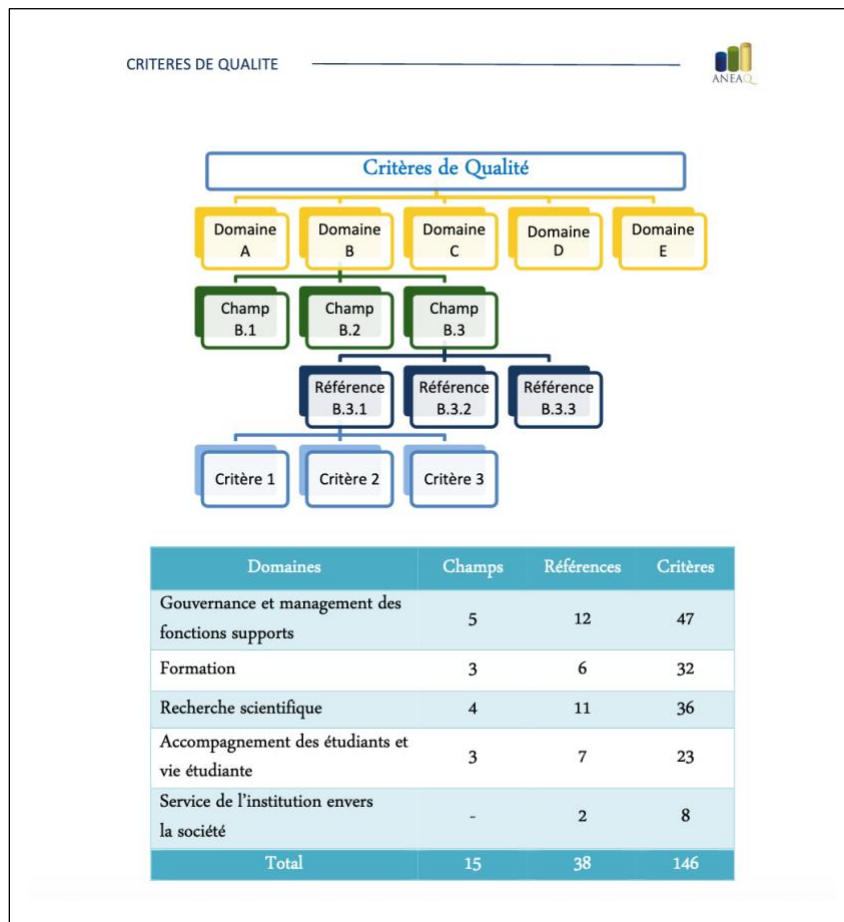 CRITERES DE QUALITE
ANEAQ
Critères de Qualité
Domaine A
Domaine B
Domaine C
Domaine D
Domaine E
Champ B.1
Champ B.2
Champ B.3
Référence B.3.1
Référence B.3.2
Référence B.3.3
Critère 1
Critère 2
Critère 3
Domaines Champs Références Critères
Gouvernance et management des
fonctions supports 5 12 47
Formation 3 6 32
Recherche scientifique 4 11 36
Accompagnement des étudiants et
vie étudiante 3 7 23
Service de l'institution envers
la société - 2 8
Total 15 38 146